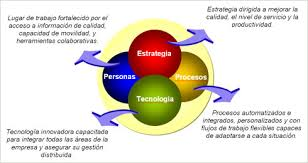 Lugar de trabajo fortalecido por el
acceso a información de calidad,
capacidad de movilidad, y
herramientas colaborativas.
Estrategia dirigida a mejorar la
calidad, el nivel de servicio y la
productividad.
Estrategia
Personas
Procesos
Tecnología
Tecnología innovadora capacitada
para integrar todas las áreas de la
empresa y asegurar su gestión
distribuida
Procesos automatizados e
integrados, personalizados y con
flujos de trabajo flexibles capaces
de adaptarse a cada situación.